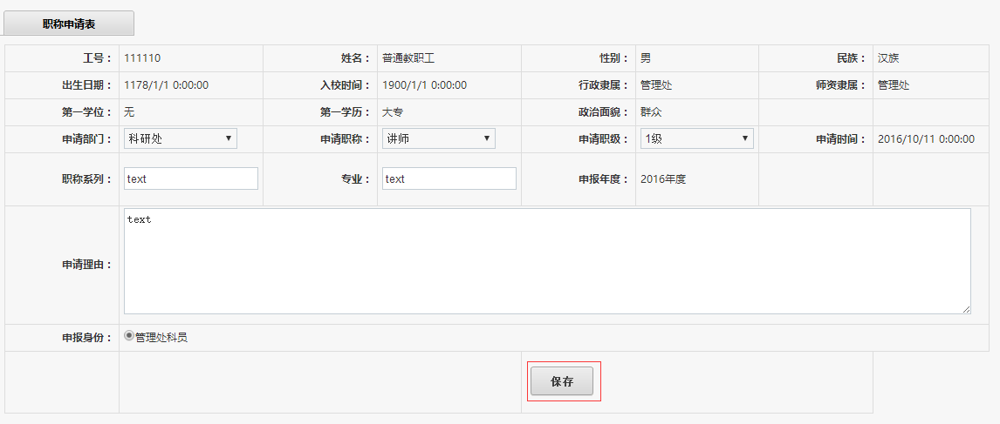 职称申请表
工号： 111110 姓名： 普通教职工 性别： 男 民族： 汉族
出生日期： 1178/1/1 0:00:00 入校时间： 1900/1/1 0:00:00 行政隶属： 管理处 师资隶属： 管理处
第一学位： 无 第一学历： 大专 政治面貌： 群众
申请部门： 科研处 申请职称： 讲师 申请职级： 1级 申请时间： 2016/10/11 0:00:00
职称系列： text 专业： text 申报年度： 2016年度
text
申请理由：
申报身份： 管理处科员
保存